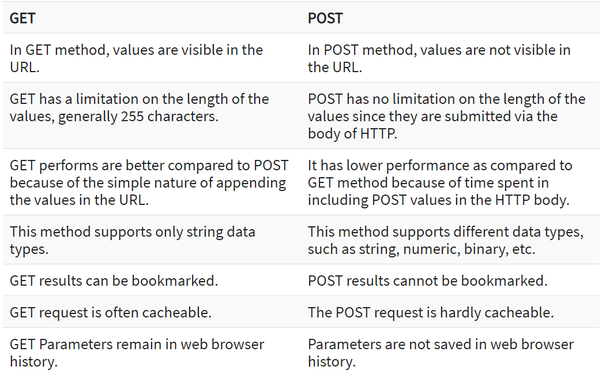 GET POST
In GET method, values are visible in the In POST method, values are not visible in
URL. the URL.
GET has a limitation on the length of the POST has no limitation on the length of the
values, generally 255 characters. values since they are submitted via the
body of HTTP.
GET performs are better compared to POST It has lower performance as compared to
because of the simple nature of appending GET method because of time spent in
the values in the URL. including POST values in the HTTP body.
This method supports only string data This method supports different data types,
types. such as string, numeric, binary, etc.
GET results can be bookmarked. POST results cannot be bookmarked.
GET request is often cacheable. The POST request is hardly cacheable.
GET Parameters remain in web browser Parameters are not saved in web browser
history. history.